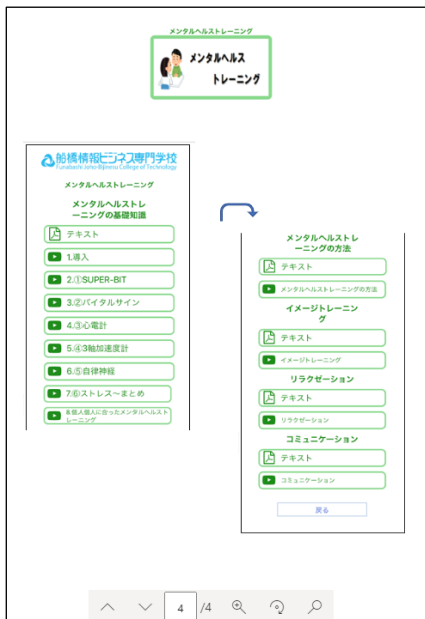 メンタルヘルストレーニング
メンタルヘルス
トレーニング
船橋情報ビジネス専門学校
Funabashi Joho-Business College of Technology
メンタルヘルストレーニング
メンタルヘルストレ
ーニングの基礎知識
テキスト
1.導入
2.①SUPER-BIT
3.②バイタルサイン
4.③心電計
5.④3軸加速度計
6.⑤自律神経
7.⑥ストレス～まとめ
8.個人個人に合ったメンタルヘルスト
レーニング
メンタルヘルストレ
ーニングの方法
テキスト
メンタルヘルストレーニングの方法
イメージトレーニン
グ
テキスト
イメージトレーニング
リラクゼーション
テキスト
リラクゼーション
コミュニケーション
テキスト
コミュニケーション
戻る
4 /4